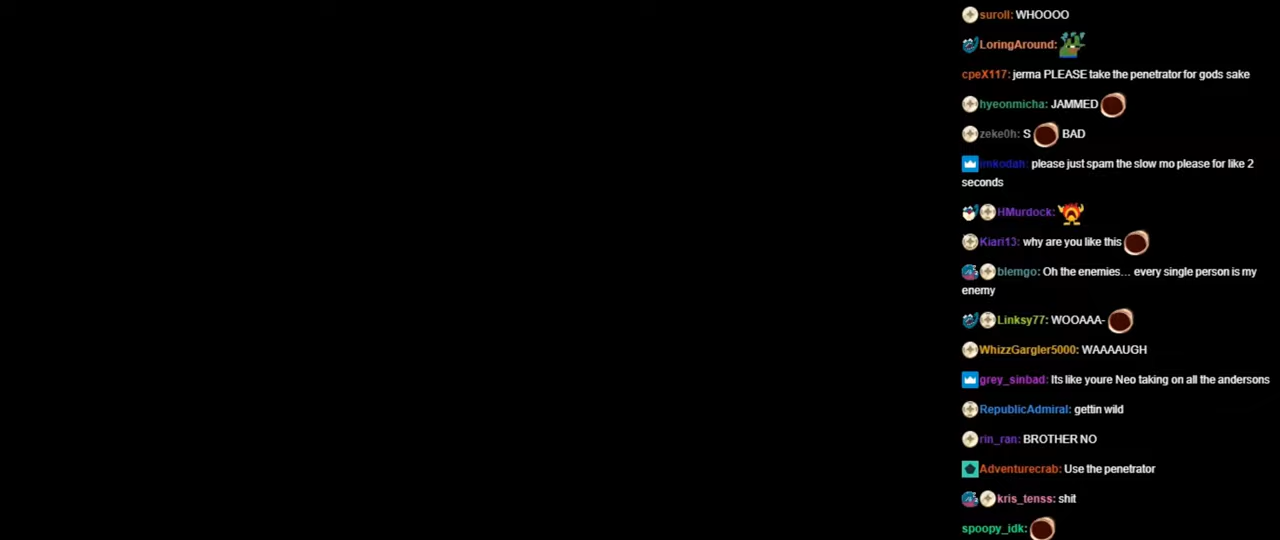 suroll: WHOOOO
LoringAround:
cpeX117: jerma PLEASE take the penetrator for gods sake
hyeonmicha: JAMMED
zeke0h: S BAD
imkodah: please just spam the slow mo please for like 2
seconds
HMurdock:
Kiari13: why are you like this
blemgo: Oh the enemies... every single person is my
enemy
Linksy77: WOOAAA-
WhizzGargler5000: WAAAAUGH
grey_sinbad: Its like youre Neo taking on all the andersons
RepublicAdmiral: gettin wild
rin_ran: BROTHER NO
Adventurecrab: Use the penetrator
kris_tenss: shit
spoopy_idk: